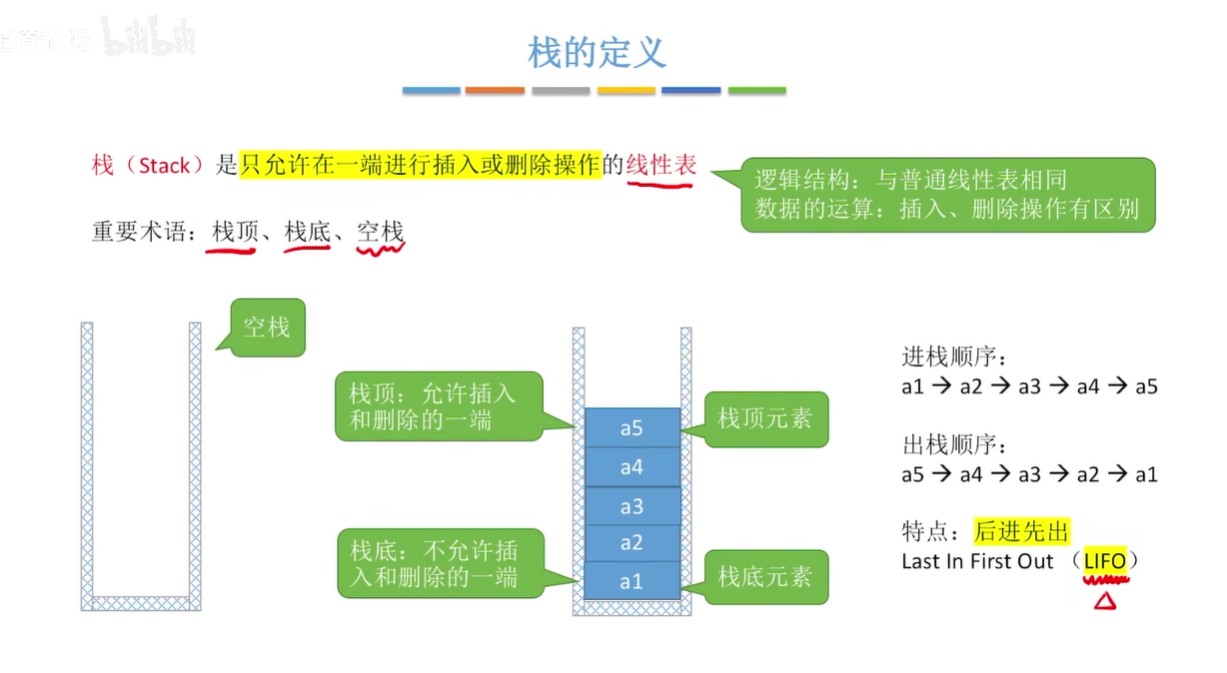 bilibili
栈的定义
栈（Stack）是只允许在一端进行插入或删除操作的线性表
逻辑结构：与普通线性表相同
数据的运算：插入、删除操作有区别
重要术语：栈顶、栈底、空栈
空栈
栈顶：允许插入
和删除的一端
栈底：不允许插
入和删除的一端
a5
a4
a3
a2
a1
栈顶元素
栈底元素
进栈顺序：
a1 → a2 → a3 → a4 → a5
出栈顺序：
a5 → a4 → a3 → a2 → a1
特点：后进先出
Last In First Out （LIFO）